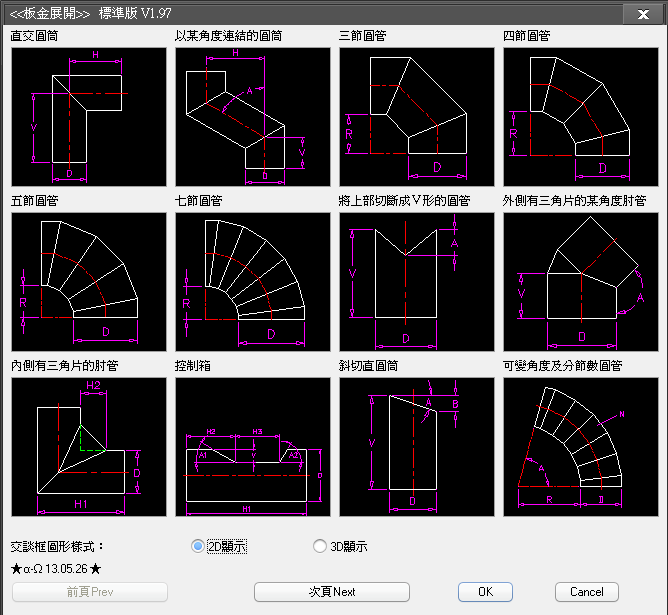 <<板金展開>> 標準版 V1.97
直交圓筒
以某角度連結的圓筒
三節圓管
四節圓管
H
V
D
H
A
V
D
R
D
R
D
五節圓管
七節圓管
將上部切斷成V形的圓管
外側有三角片的某角度肘管
R
D
R
D
V
A
D
V
A
D
內側有三角片的肘管
控制箱
斜切直圓筒
可變角度及分節數圓管
H2
D
H1
H2
H3
A1
V
A2
D
H1
A
B
V
D
N
A
R
D
交談框圖形樣式：
2D顯示
3D顯示
★α-Ω 13.05.26★
前頁Prev
次頁Next
OK
Cancel